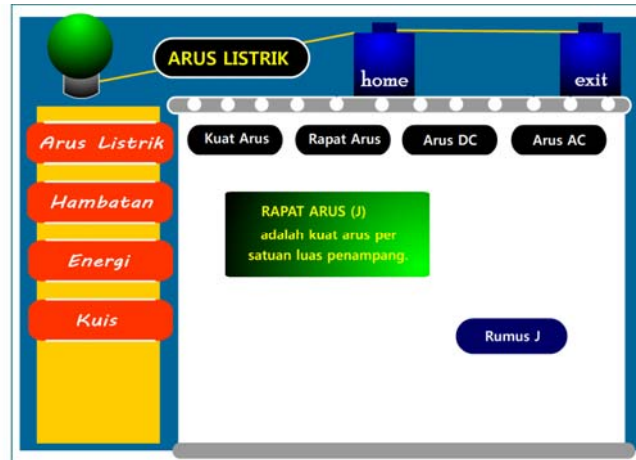 ARUS LISTRIK
home
exit
Arus Listrik
Hambatan
Energi
Kuis
Kuat Arus
Rapat Arus
Arus DC
Arus AC
RAPAT ARUS (J)
adalah kuat arus per
satuan luas penampang.
Rumus J